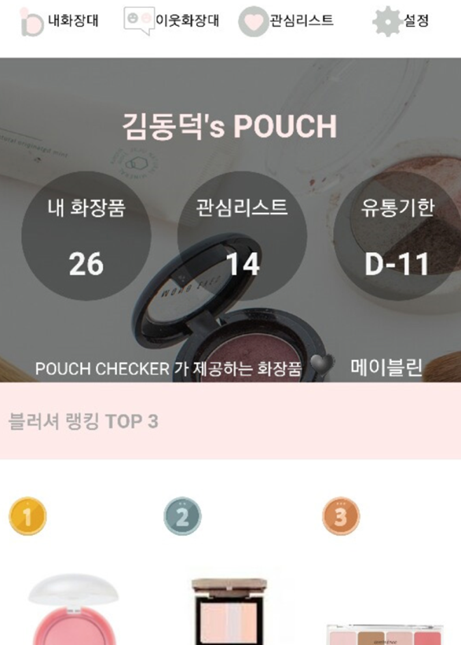 내화장대 이웃화장대 관심리스트 설정
김동덕's POUCH
내 화장품 관심리스트 유통기한
26 14 D-11
POUCH CHECKER 가 제공하는 화장품 메이블린
블러셔 랭킹 TOP 3
1 2 3